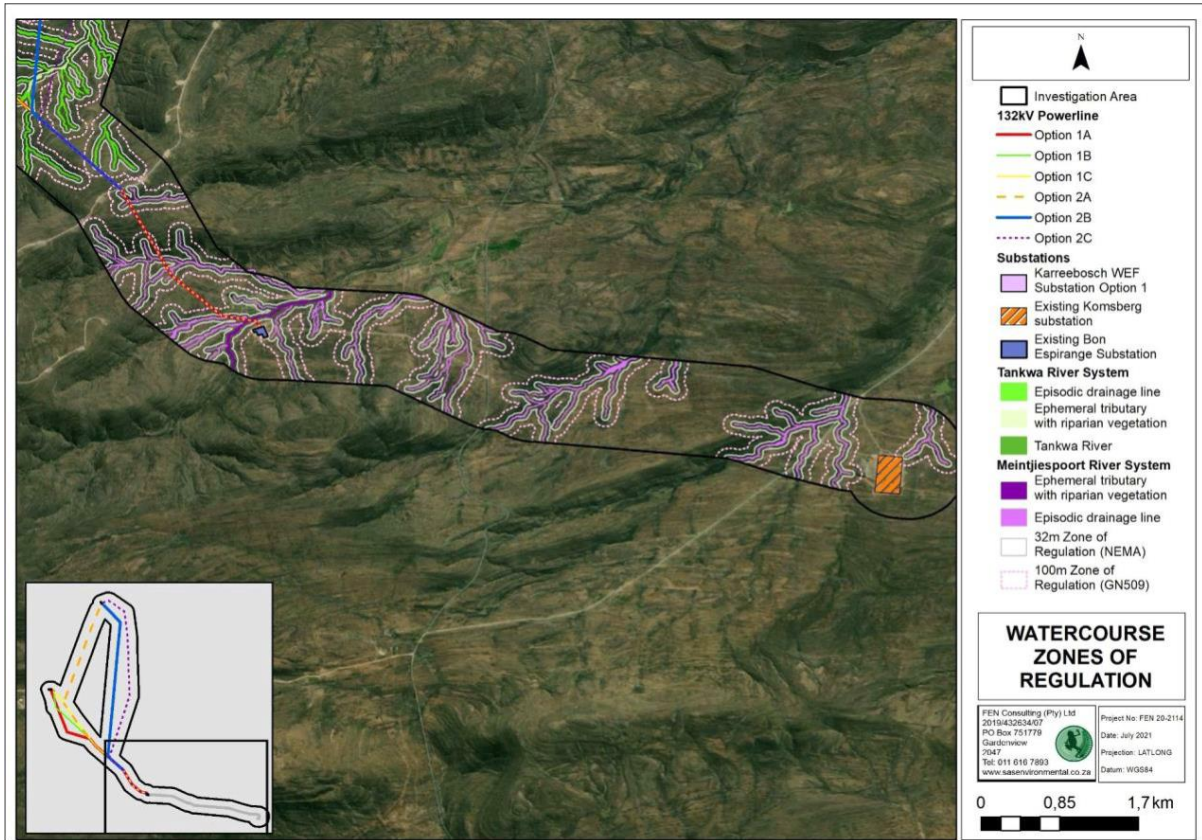 N
Investigation Area
132kV Powerline
Option 1A
Option 1B
Option 1C
Option 2A
Option 2B
Option 2C
Substations
Karreebosch WEF
Substation Option 1
Existing Komsberg
substation
Existing Bon
Espirange Substation
Tankwa River System
Episodic drainage line
Ephemeral tributary
with riparian vegetation
Tankwa River
Meintjiespoort River System
Ephemeral tributary
with riparian vegetation
Episodic drainage line
32m Zone of
Regulation (NEMA)
100m Zone of
Regulation (GN509)
WATERCOURSE
ZONES OF
REGULATION
FEN Consulting (Pty) Ltd
2019/432634/07
PO Box 751779
Gardenview
2047
Tel: 011 616 7893
www.sasenvironmental.co.za
Project No: FEN 20-2114
Date: July 2021
Projection: LATLONG
Datum: WGS84
0 0,85 1,7 km